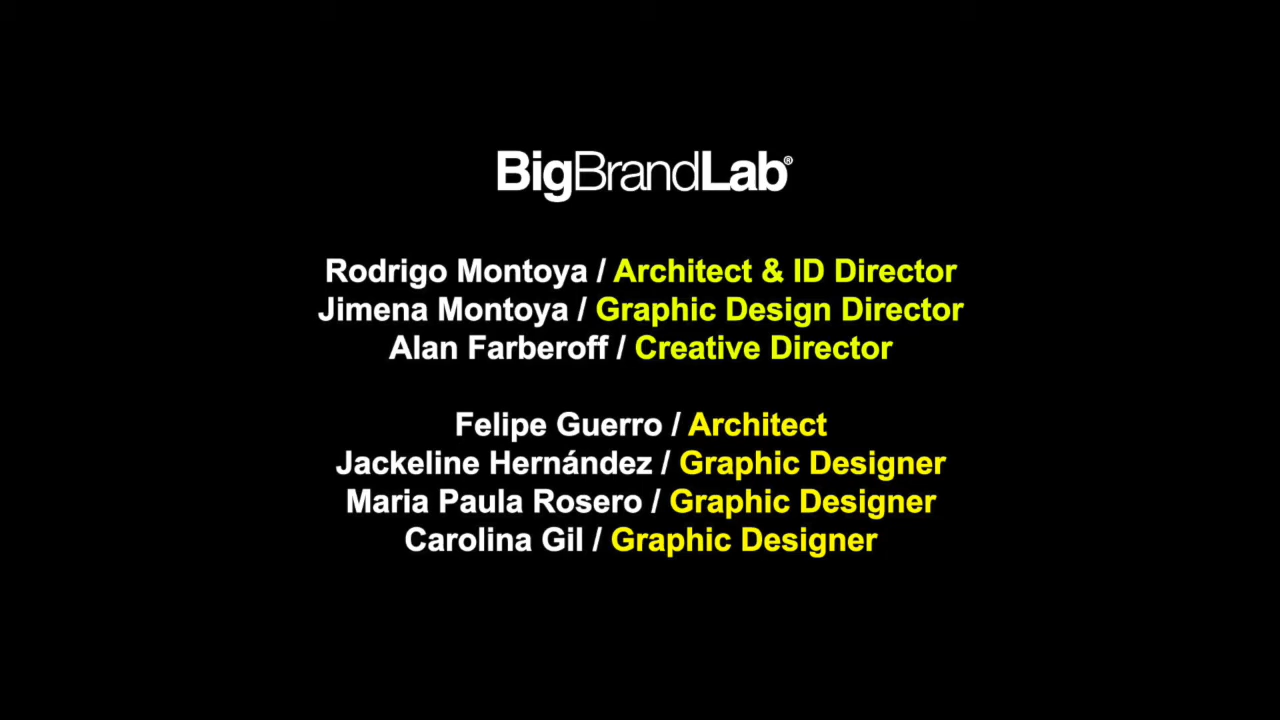 BigBrandLab®
Rodrigo Montoya / Architect & ID Director
Jimena Montoya / Graphic Design Director
Alan Farberoff / Creative Director
Felipe Guerro / Architect
Jackeline Hernández / Graphic Designer
Maria Paula Rosero / Graphic Designer
Carolina Gil / Graphic Designer